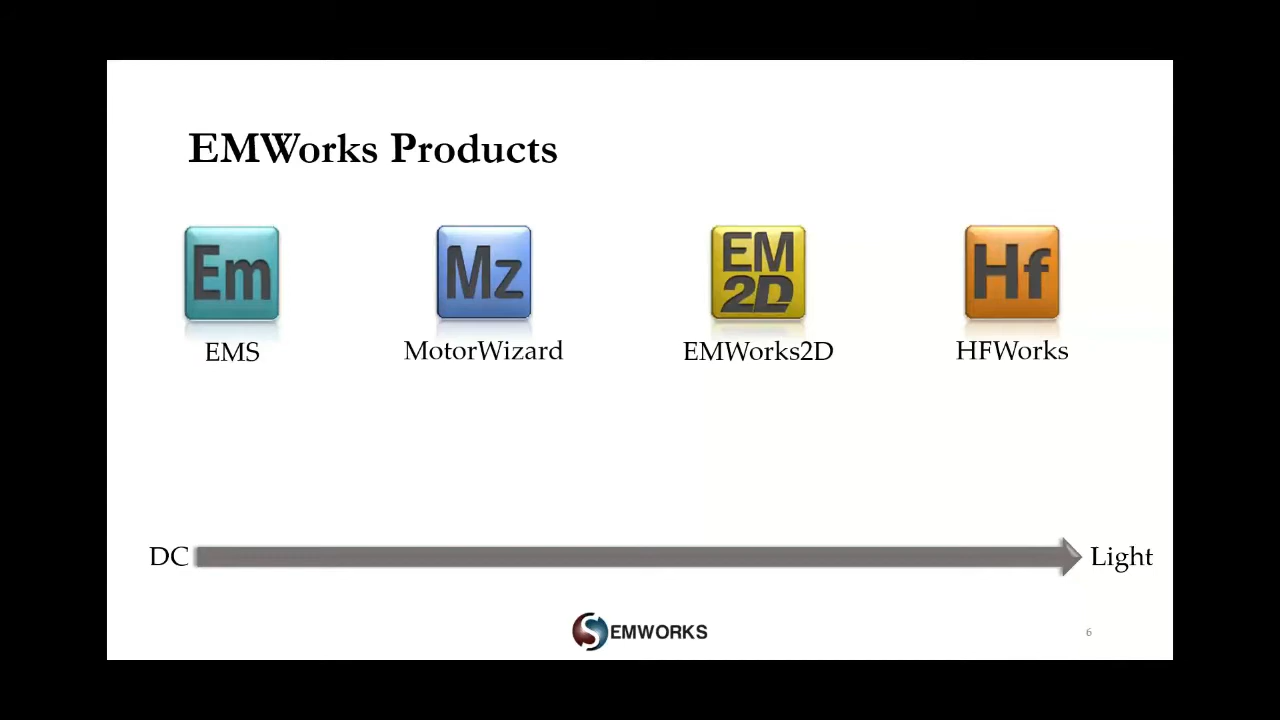 EMWorks Products
Em
Mz
EM
2D
Hf
EMS
MotorWizard
EMWorks2D
HFWorks
DC
Light
S
EMWORKS
6